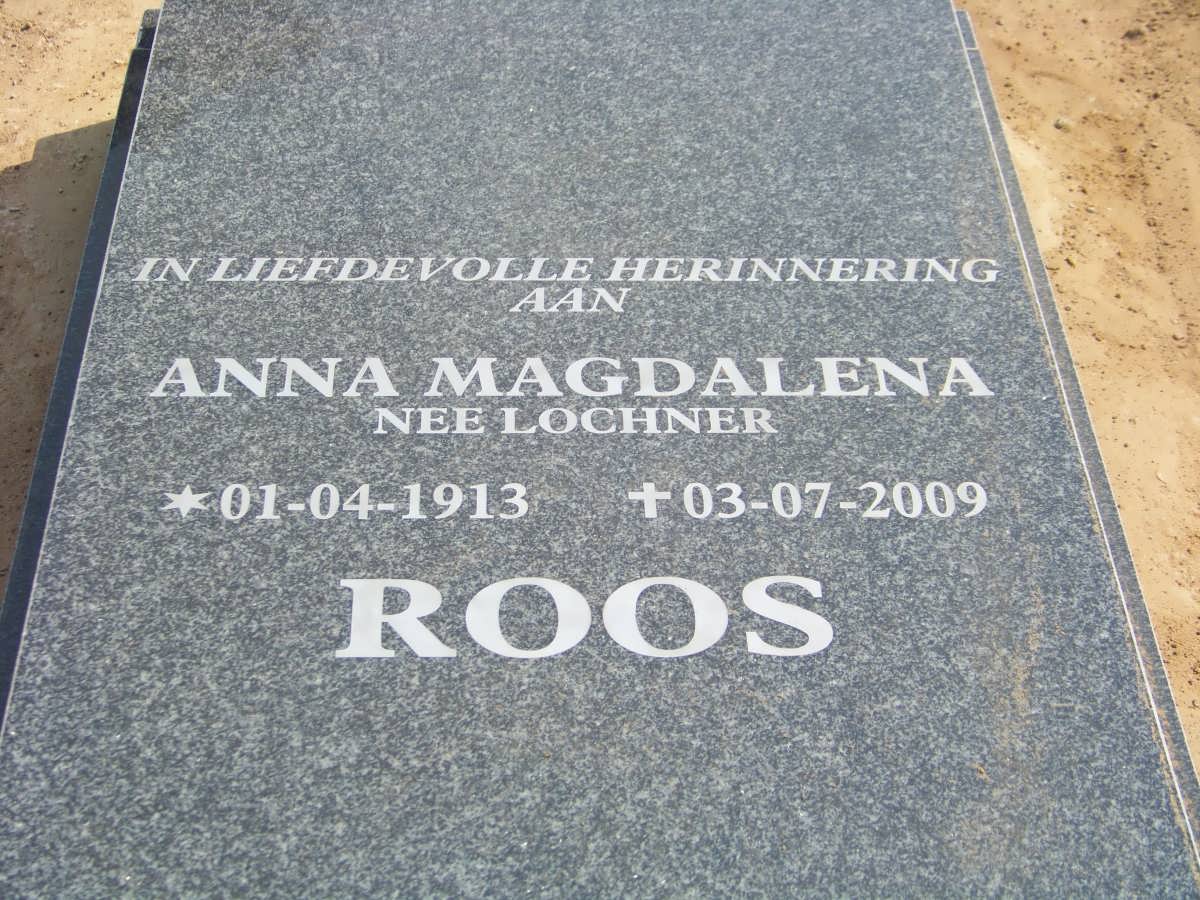 IN LIEFDEVOLLE HERINNERING
AAN
ANNA MAGDALENA
NEE LOCHNER
✶01-04-1913 ✝03-07-2009
ROOS